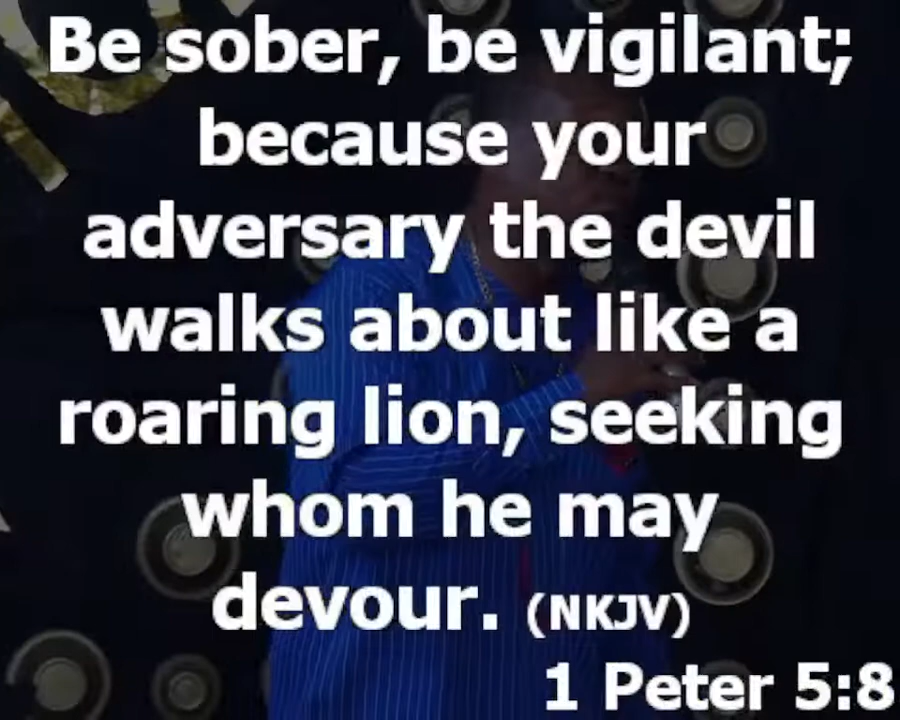 Be sober, be vigilant;
because your
adversary the devil
walks about like a
roaring lion, seeking
whom he may
devour. (NKJV)
1 Peter 5:8